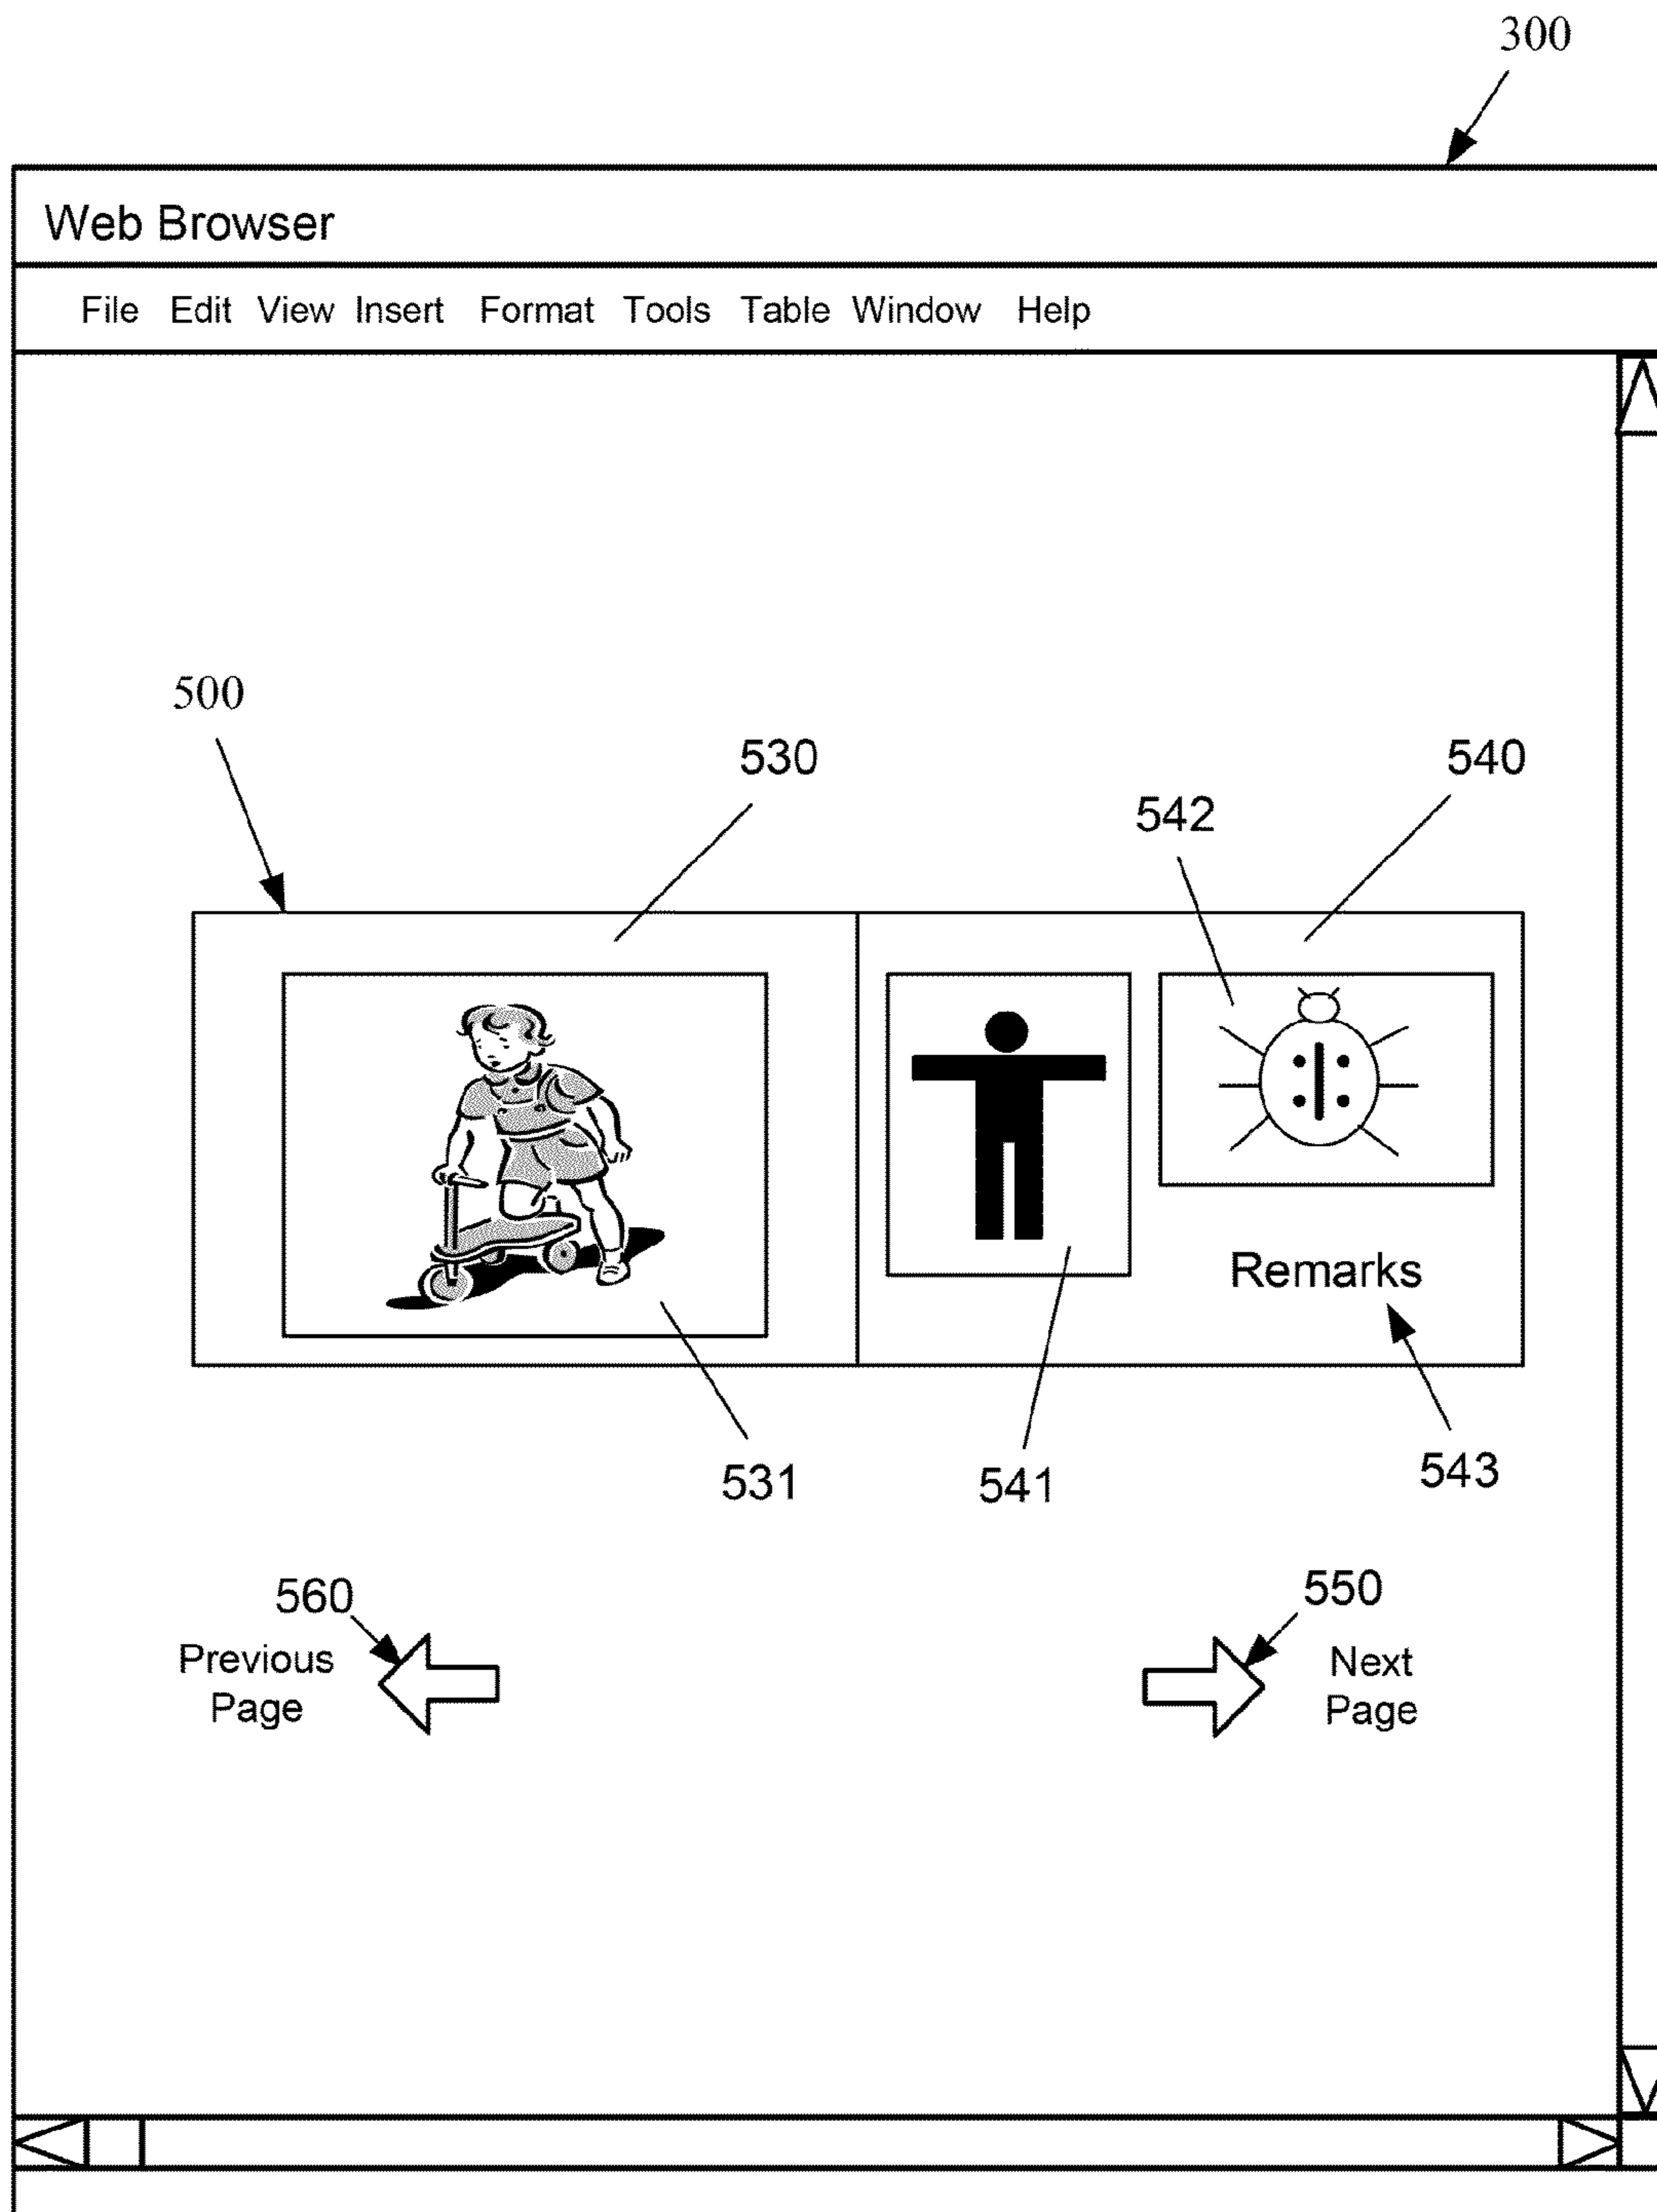 300
Web Browser
File Edit View Insert Format Tools Table Window Help
500
530
540
542
Remarks
531
541
543
560
550
Previous
Page
Next
Page